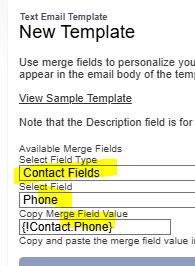 Text Email Template
New Template
Use merge fields to personalize you
appear in the email body of the temp
View Sample Template
Note that the Description field is for
Available Merge Fields
Select Field Type
Contact Fields
Select Field
Phone
Copy Merge Field Value
{!Contact.Phone}
Copy and paste the merge field value i